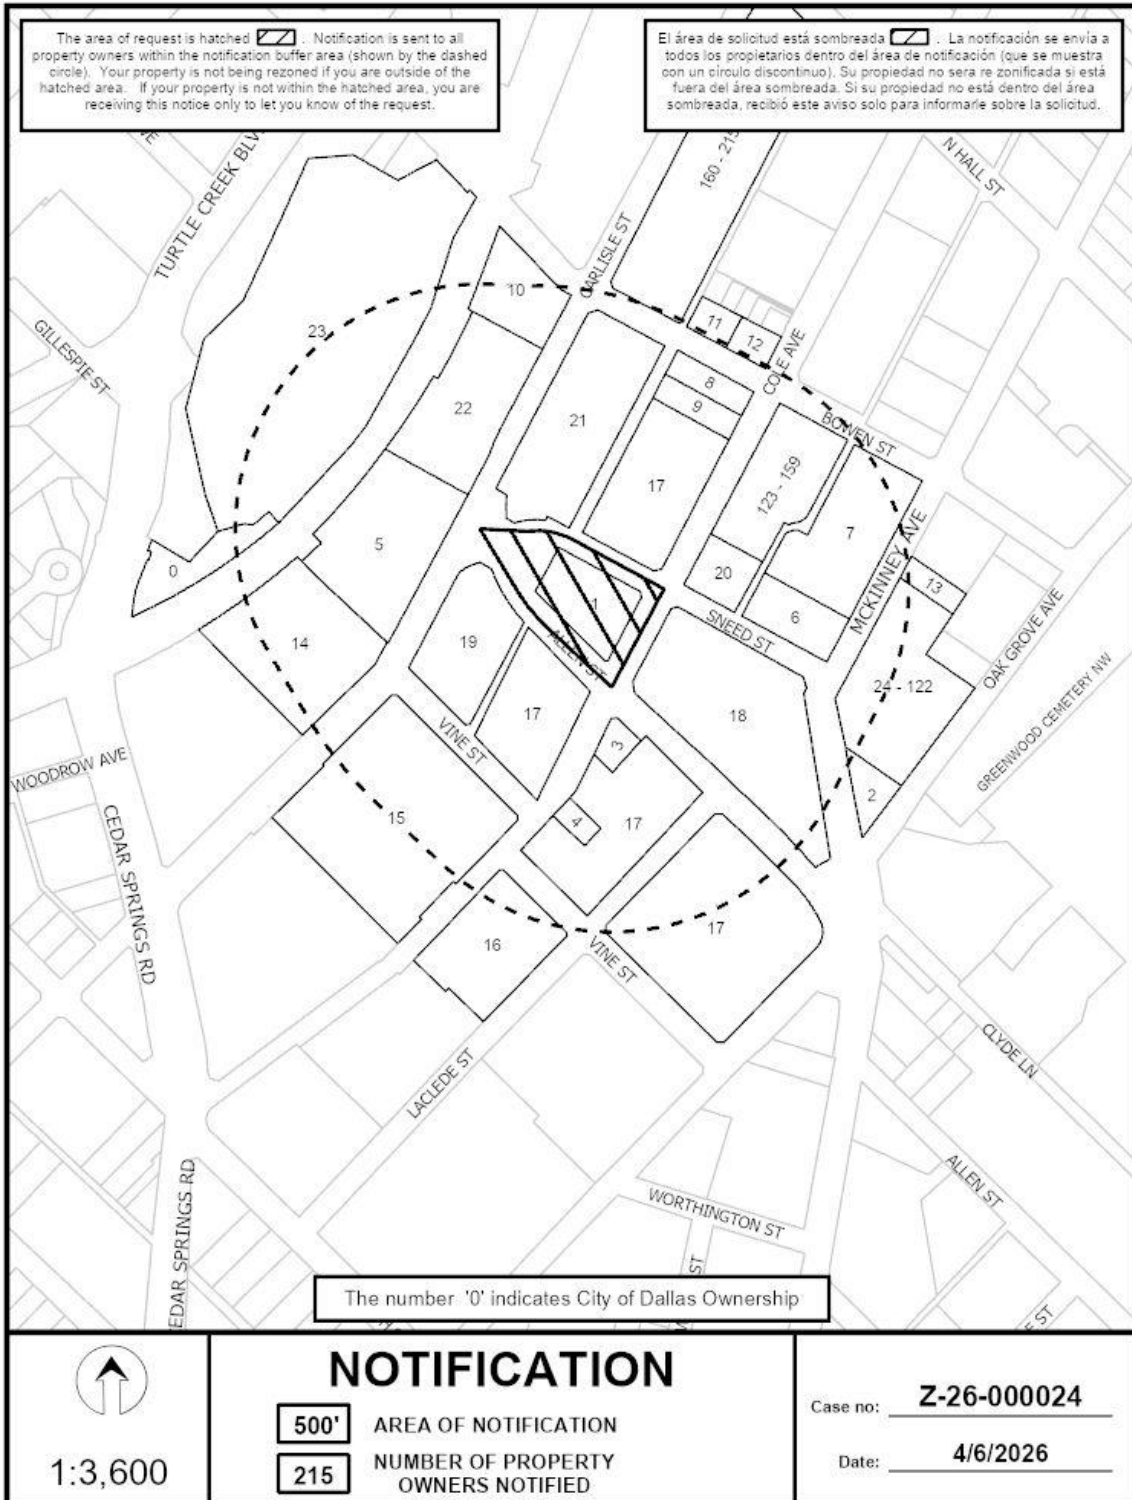 The area of request is hatched . Notification is sent to all
property owners within the notification buffer area (shown by the dashed
circle). Your property is not being rezoned if you are outside of the
hatched area. If your property is not within the hatched area, you are
receiving this notice only to let you know of the request.
El área de solicitud está sombreada . La notificación se envía a
todos los propietarios dentro del área de notificación (que se muestra
con un círculo discontinuo). Su propiedad no sera re zonificada si está
fuera del área sombreada. Si su propiedad no está dentro del área
sombreada, recibió este aviso solo para informarle sobre la solicitud.
TURTLE CREEK BLV
160 - 215
N HALL ST
CARLISLE ST
GILLESPIE ST
23
10
11
12
COLE AVE
8
9
22
21
BOWEN ST
17
123 - 159
7
MCKINNEY AVE
5
0
1
20
13
6
SNEED ST
OAK GROVE AVE
14
19
ALLEN ST
24 - 122
17
18
GREENWOOD CEMETERY NW
VINE ST
3
WOODROW AVE
2
CEDAR SPRINGS RD
15
4
17
17
16
VINE ST
CLYDE LN
LACLEDE ST
ALLEN ST
WORTHINGTON ST
EDAR SPRINGS RD
ST
E ST
The number '0' indicates City of Dallas Ownership
1:3,600
NOTIFICATION
500' AREA OF NOTIFICATION
215 NUMBER OF PROPERTY
OWNERS NOTIFIED
Case no: Z-26-000024
Date: 4/6/2026